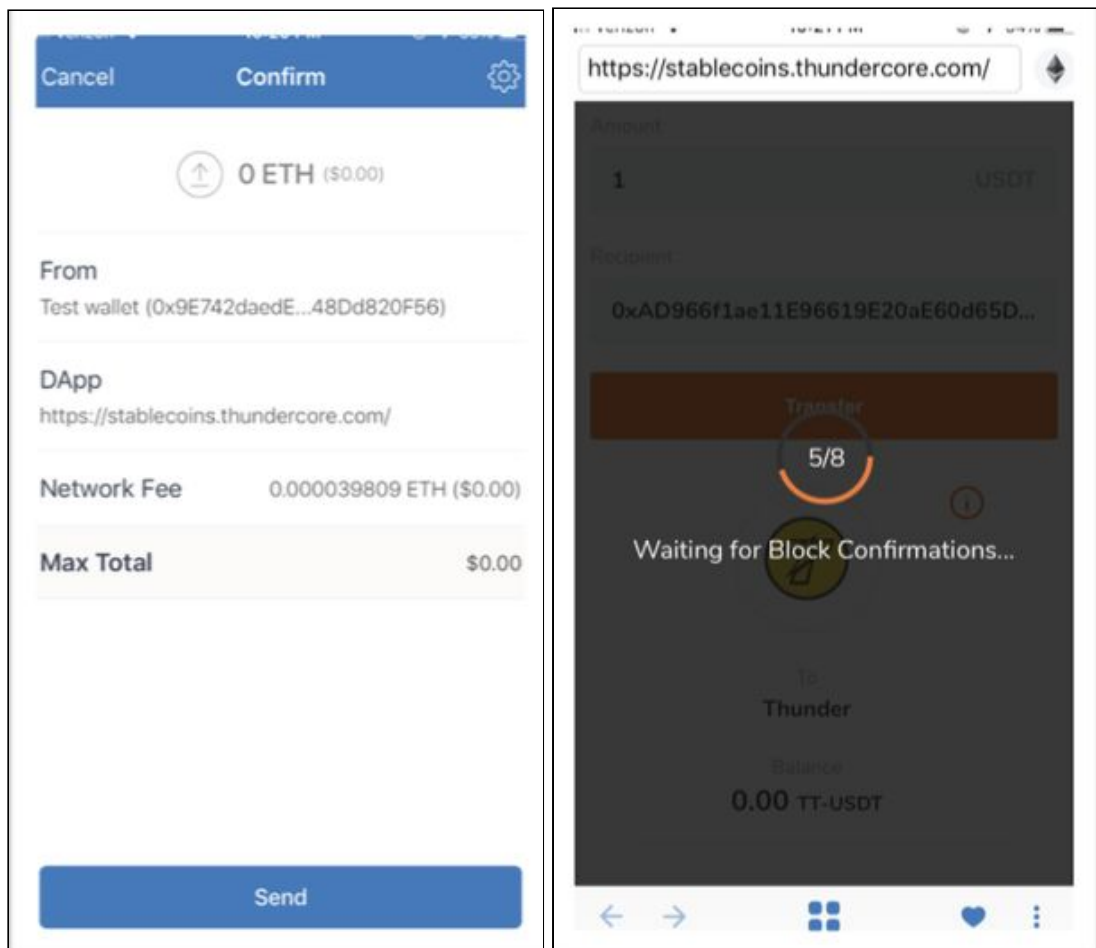 Cancel
Confirm
0 ETH ($0.00)
From
Test wallet (0x9E742daedE...48Dd820F56)
DApp
https://stablecoins.thundercore.com/
Network Fee
0.000039809 ETH ($0.00)
Max Total
$0.00
Send
https://stablecoins.thundercore.com/
Amount
1
USDT
Recipient
0xAD966f1ae11E96619E20aE60d65D...
Transfer
5/8
Waiting for Block Confirmations...
To
Thunder
Balance
0.00 TT-USDT